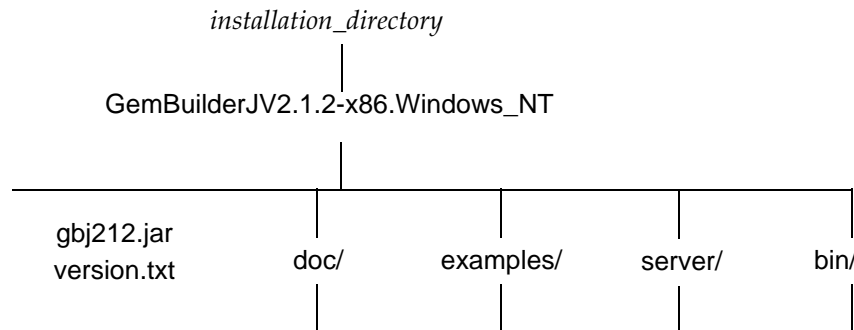 installation_directory
GemBuilderJV2.1.2-x86.Windows_NT
gbj212.jar
version.txt
doc/
examples/
server/
bin/